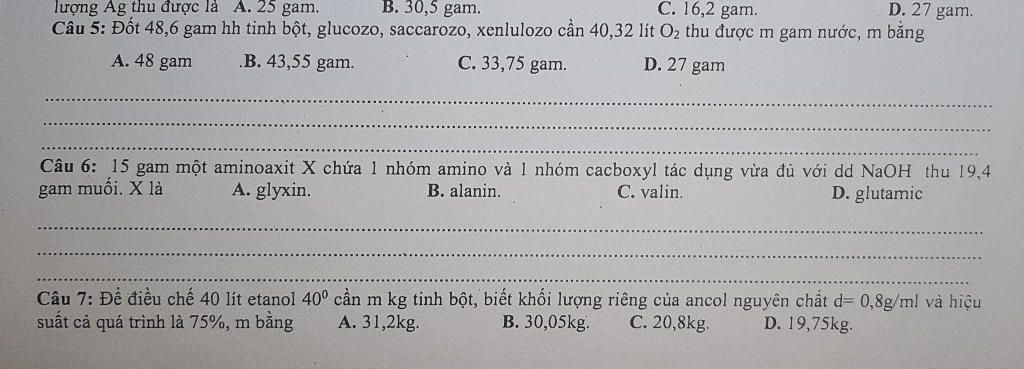 lượng Ag thu được là A. 25 gam. B. 30,5 gam. C. 16,2 gam. D. 27 gam.
Câu 5: Đốt 48,6 gam hh tinh bột, glucozo, saccarozo, xenlulozo cần 40,32 lít O₂ thu được m gam nước, m bằng
A. 48 gam .B. 43,55 gam. C. 33,75 gam. D. 27 gam
Câu 6: 15 gam một aminoaxit X chứa 1 nhóm amino và 1 nhóm cacboxyl tác dụng vừa đủ với dd NaOH thu 19,4
gam muối. X là A. glyxin. B. alanin. C. valin. D. glutamic
Câu 7: Để điều chế 40 lít etanol 40⁰ cần m kg tinh bột, biết khối lượng riêng của ancol nguyên chất d= 0,8g/ml và hiệu
suất cả quá trình là 75%, m bằng A. 31,2kg. B. 30,05kg. C. 20,8kg. D. 19,75kg.